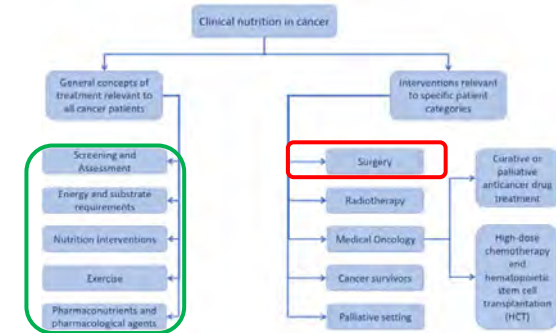 Clinical nutrition in cancer
General concepts of
treatment relevant to
all cancer patients
Interventions relevant
to specific patient
categories
Screening and
Assessment
Energy and substrate
requirements
Nutrition interventions
Exercise
Pharmaconutrients and
pharmacological agents
Surgery
Radiotherapy
Medical Oncology
Cancer survivors
Palliative setting
Curative or
palliative
anticancer drug
treatment
High-dose
chemotherapy
and
hematopoietic
stem cell
transplantation
(HCT)